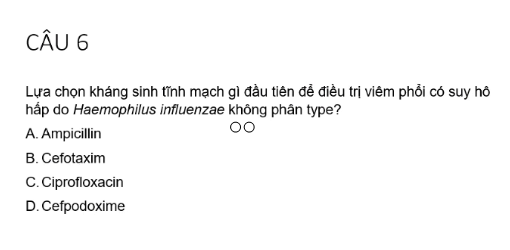 CÂU 6
Lựa chọn kháng sinh tĩnh mạch gì đầu tiên để điều trị viêm phổi có suy hô
hấp do Haemophilus influenzae không phân type?
A. Ampicillin
B. Cefotaxim
C. Ciprofloxacin
D. Cefpodoxime